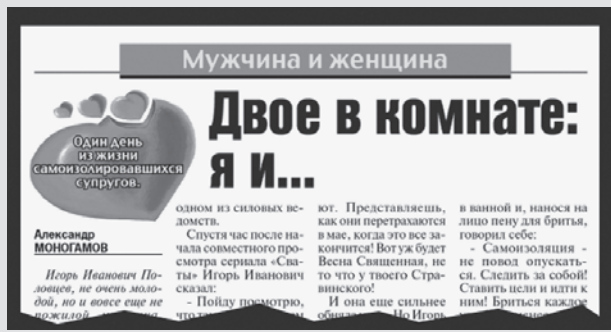 Мужчина и женщина
Двое в комнате:
я и...
Один день
из жизни
самоизолировавшихся
супругов.
Александр
МОНОГАМОВ
Игорь Иванович По-
ловцев, не очень моло-
дой, но и вовсе еще не
пожилой
одном из силовых ве-
домств.
Спустя час после на-
чала совместного про-
смотра сериала «Сва-
ты» Игорь Иванович
сказал:
- Пойду посмотрю,
ют. Представляешь,
как они перетрахаются
в мае, когда это все за-
кончится! Вот уж будет
Весна Священная, не
то что у твоего Стра-
винского!
И она еще сильнее
Но Игорь
в ванной и, нанося на
лицо пену для бритья,
говорил себе:
- Самоизоляция -
не повод опускать-
ся. Следить за собой!
Ставить цели и идти к
ним! Бриться каждое